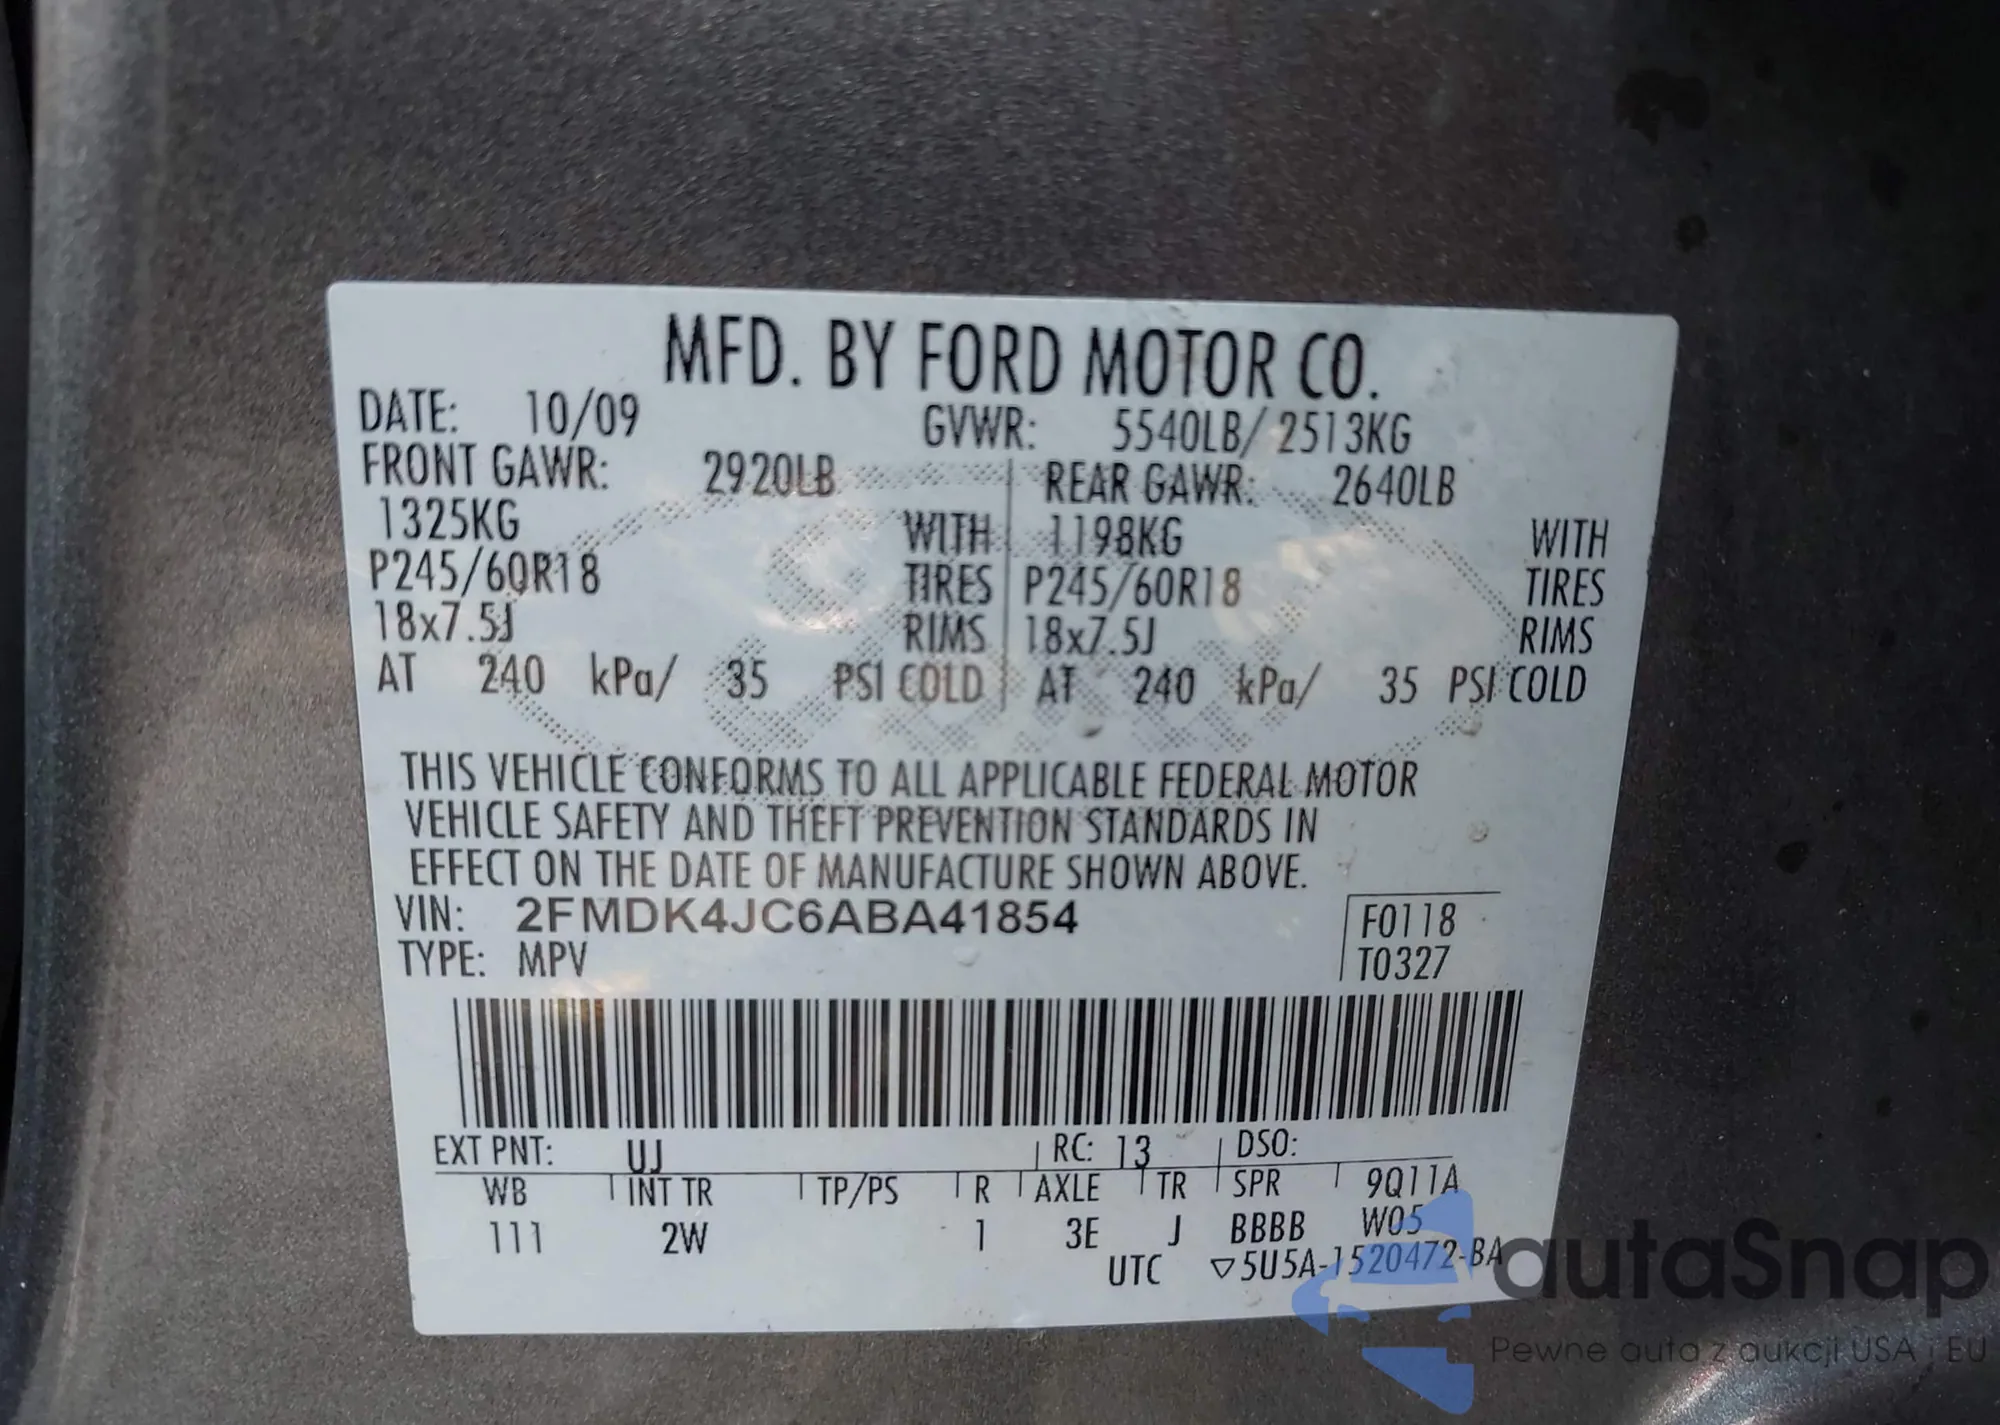 MFD. BY FORD MOTOR CO.
DATE: 10/09 GVWR: 5540LB/ 2513KG
FRONT GAWR: 2920LB REAR GAWR: 2640LB
1325KG WITH 1198KG WITH
P245/60R18 TIRES P245/60R18 TIRES
18x7.5J RIMS 18x7.5J RIMS
AT 240 kPa/ 35 PSI COLD AT 240 kPa/ 35 PSI COLD
THIS VEHICLE CONFORMS TO ALL APPLICABLE FEDERAL MOTOR
VEHICLE SAFETY AND THEFT PREVENTION STANDARDS IN
EFFECT ON THE DATE OF MANUFACTURE SHOWN ABOVE.
VIN: 2FMDK4JC6ABA41854 F0118
TYPE: MPV T0327
EXT PNT: UJ RC: 13 DSO:
WB INT TR TP/PS R AXLE TR SPR 9Q11A
111 2W 1 3E J BBBB W05
UTC ▽5U5A-1520472-BA
autaSnap
Pewne auta z aukcji USA i EU